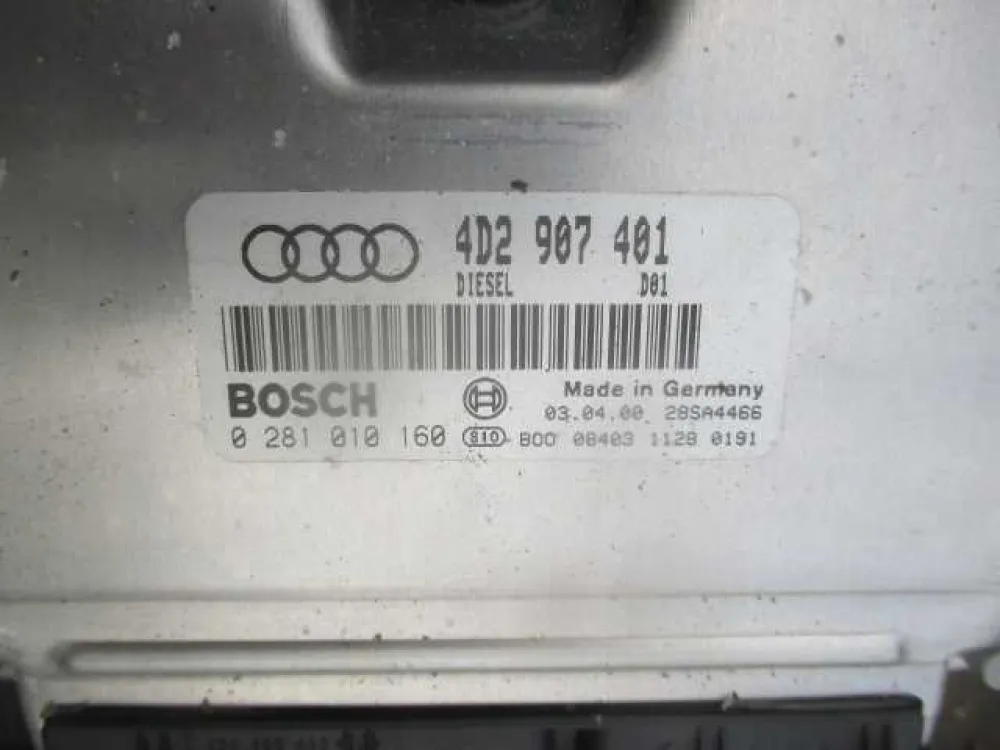 4D2 907 401
DIESEL D01
BOSCH
Made in Germany
03.04.00 28SA4466
0 281 010 160 810 B00 08403 1128 0191